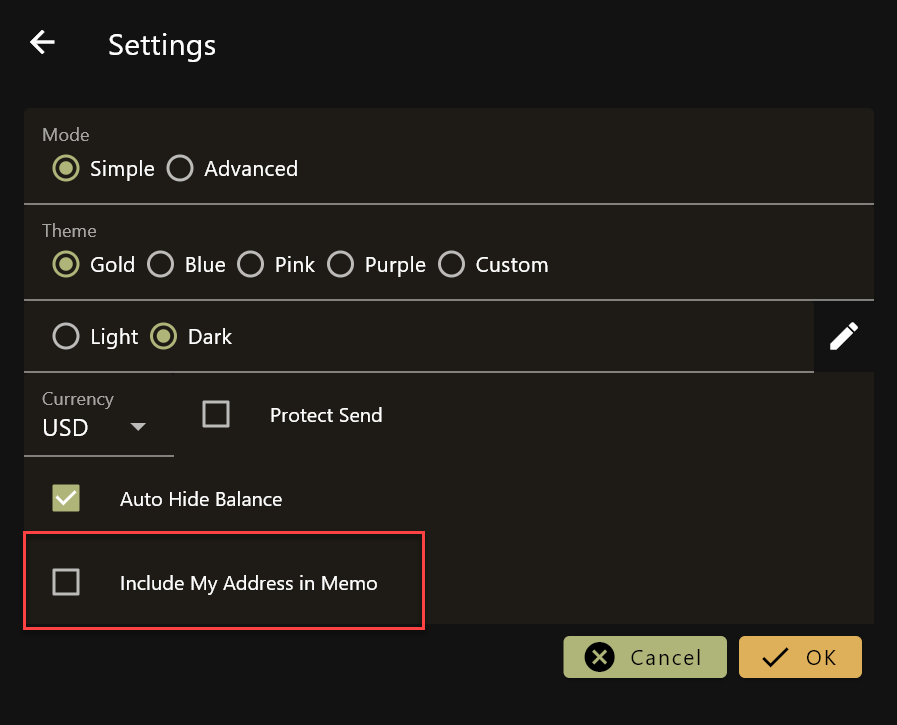 Settings
Mode
Simple Advanced
Theme
Gold Blue Pink Purple Custom
Light Dark
Currency
USD
Protect Send
Auto Hide Balance
Include My Address in Memo
Cancel OK